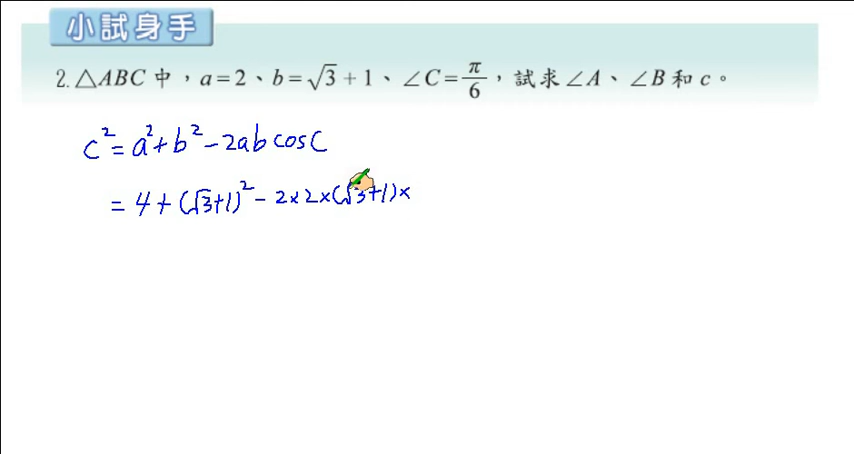 小試身手
2. △ABC 中，a=2、b=√3+1、∠C=π/6，試求∠A、∠B 和 c。
c²=a²+b²-2ab cosC
=4+(√3+1)²-2×2×(√3+1)×